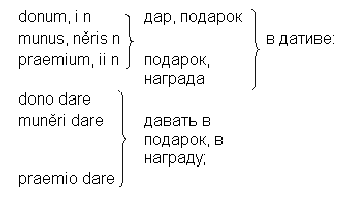 donum, i n дар, подарок
munus, nĕris n в дативе:
praemium, ii n подарок,
награда
dono dare
munĕri dare давать в
подарок, в
награду;
praemio dare